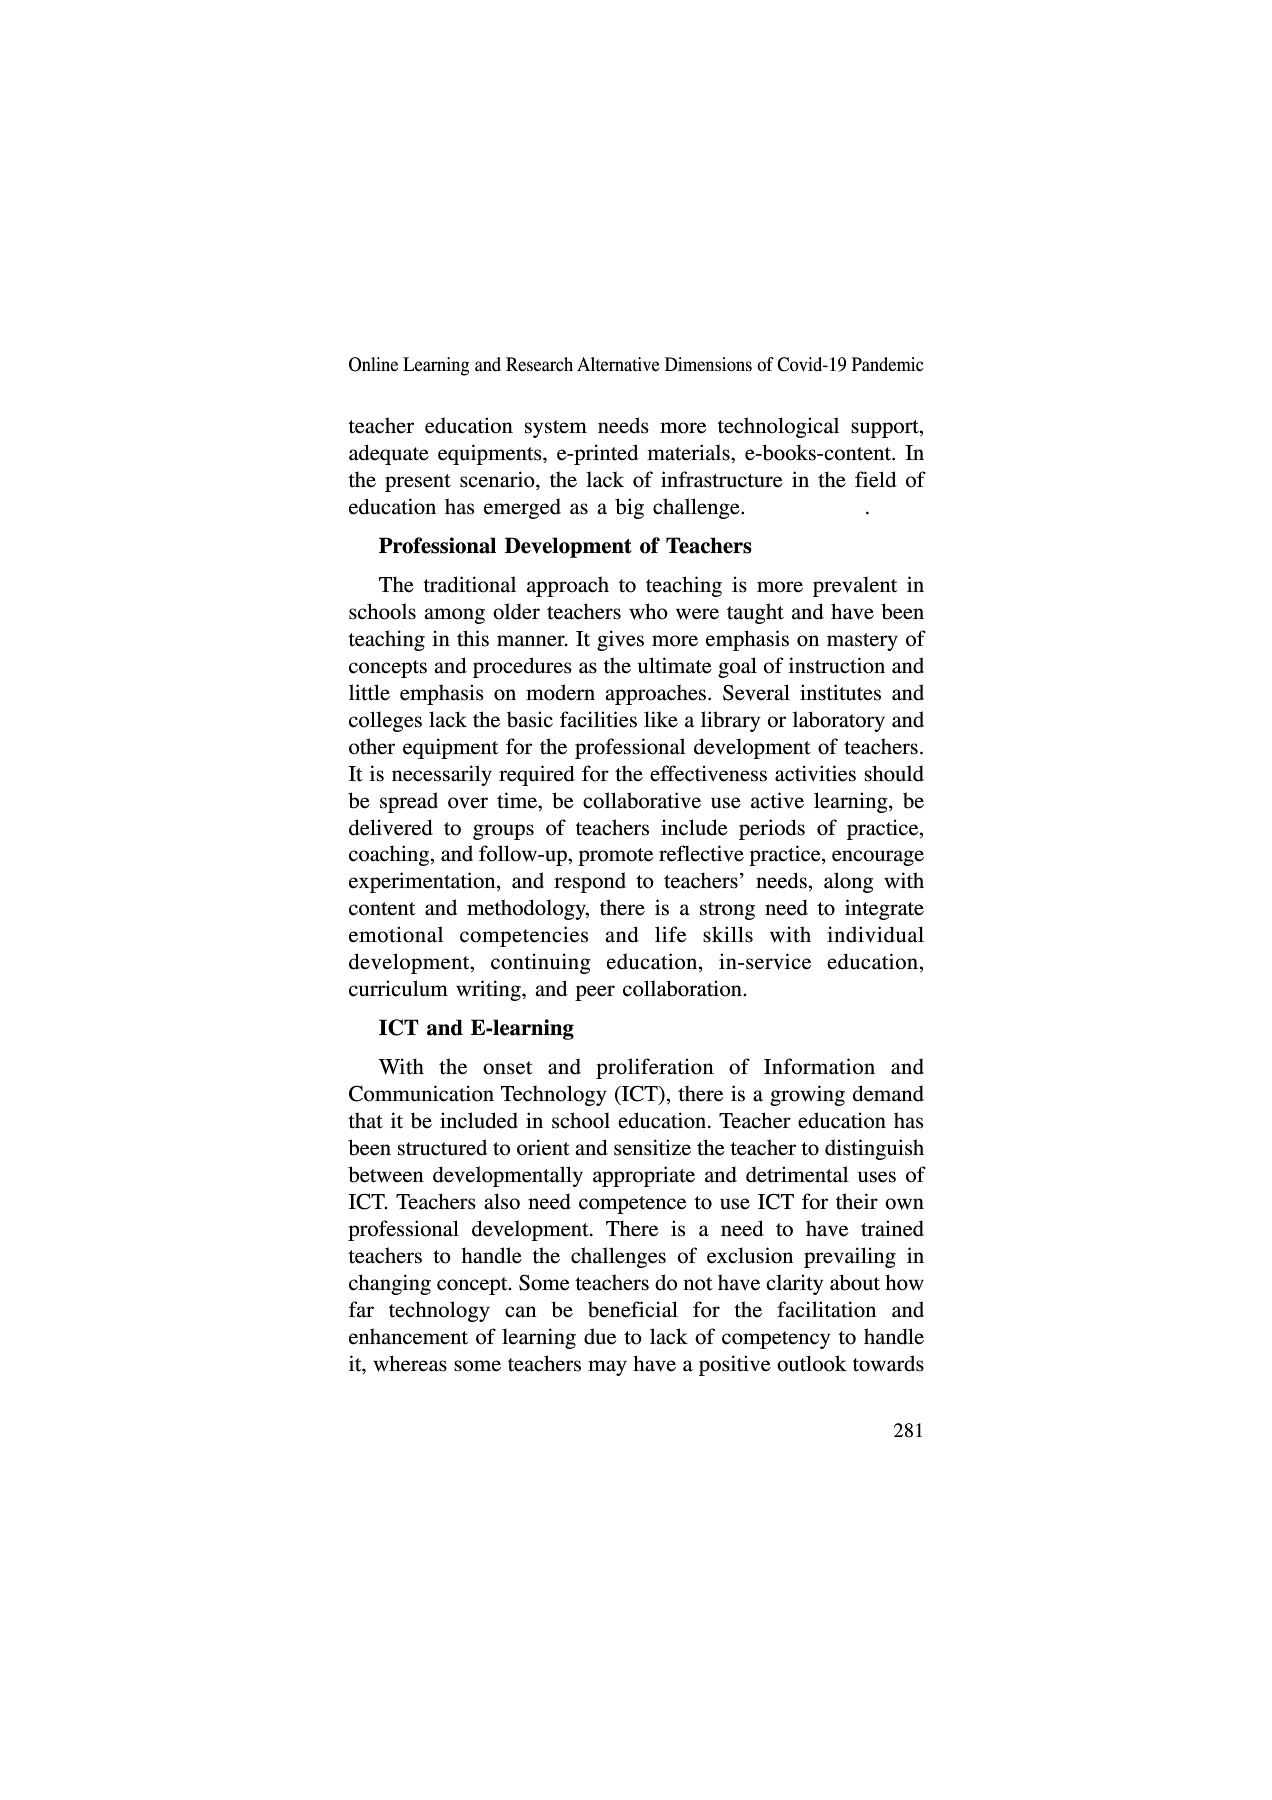 Online Learning and Research Alternative Dimensions of Covid-19 Pandemic
teacher education system needs more technological support,
adequate equipments, e-printed materials, e-books-content. In
the present scenario, the lack of infrastructure in the field of
education has emerged as a big challenge. .
Professional Development of Teachers
The traditional approach to teaching is more prevalent in
schools among older teachers who were taught and have been
teaching in this manner. It gives more emphasis on mastery of
concepts and procedures as the ultimate goal of instruction and
little emphasis on modern approaches. Several institutes and
colleges lack the basic facilities like a library or laboratory and
other equipment for the professional development of teachers.
It is necessarily required for the effectiveness activities should
be spread over time, be collaborative use active learning, be
delivered to groups of teachers include periods of practice,
coaching, and follow-up, promote reflective practice, encourage
experimentation, and respond to teachers’ needs, along with
content and methodology, there is a strong need to integrate
emotional competencies and life skills with individual
development, continuing education, in-service education,
curriculum writing, and peer collaboration.
ICT and E-learning
With the onset and proliferation of Information and
Communication Technology (ICT), there is a growing demand
that it be included in school education. Teacher education has
been structured to orient and sensitize the teacher to distinguish
between developmentally appropriate and detrimental uses of
ICT. Teachers also need competence to use ICT for their own
professional development. There is a need to have trained
teachers to handle the challenges of exclusion prevailing in
changing concept. Some teachers do not have clarity about how
far technology can be beneficial for the facilitation and
enhancement of learning due to lack of competency to handle
it, whereas some teachers may have a positive outlook towards
281